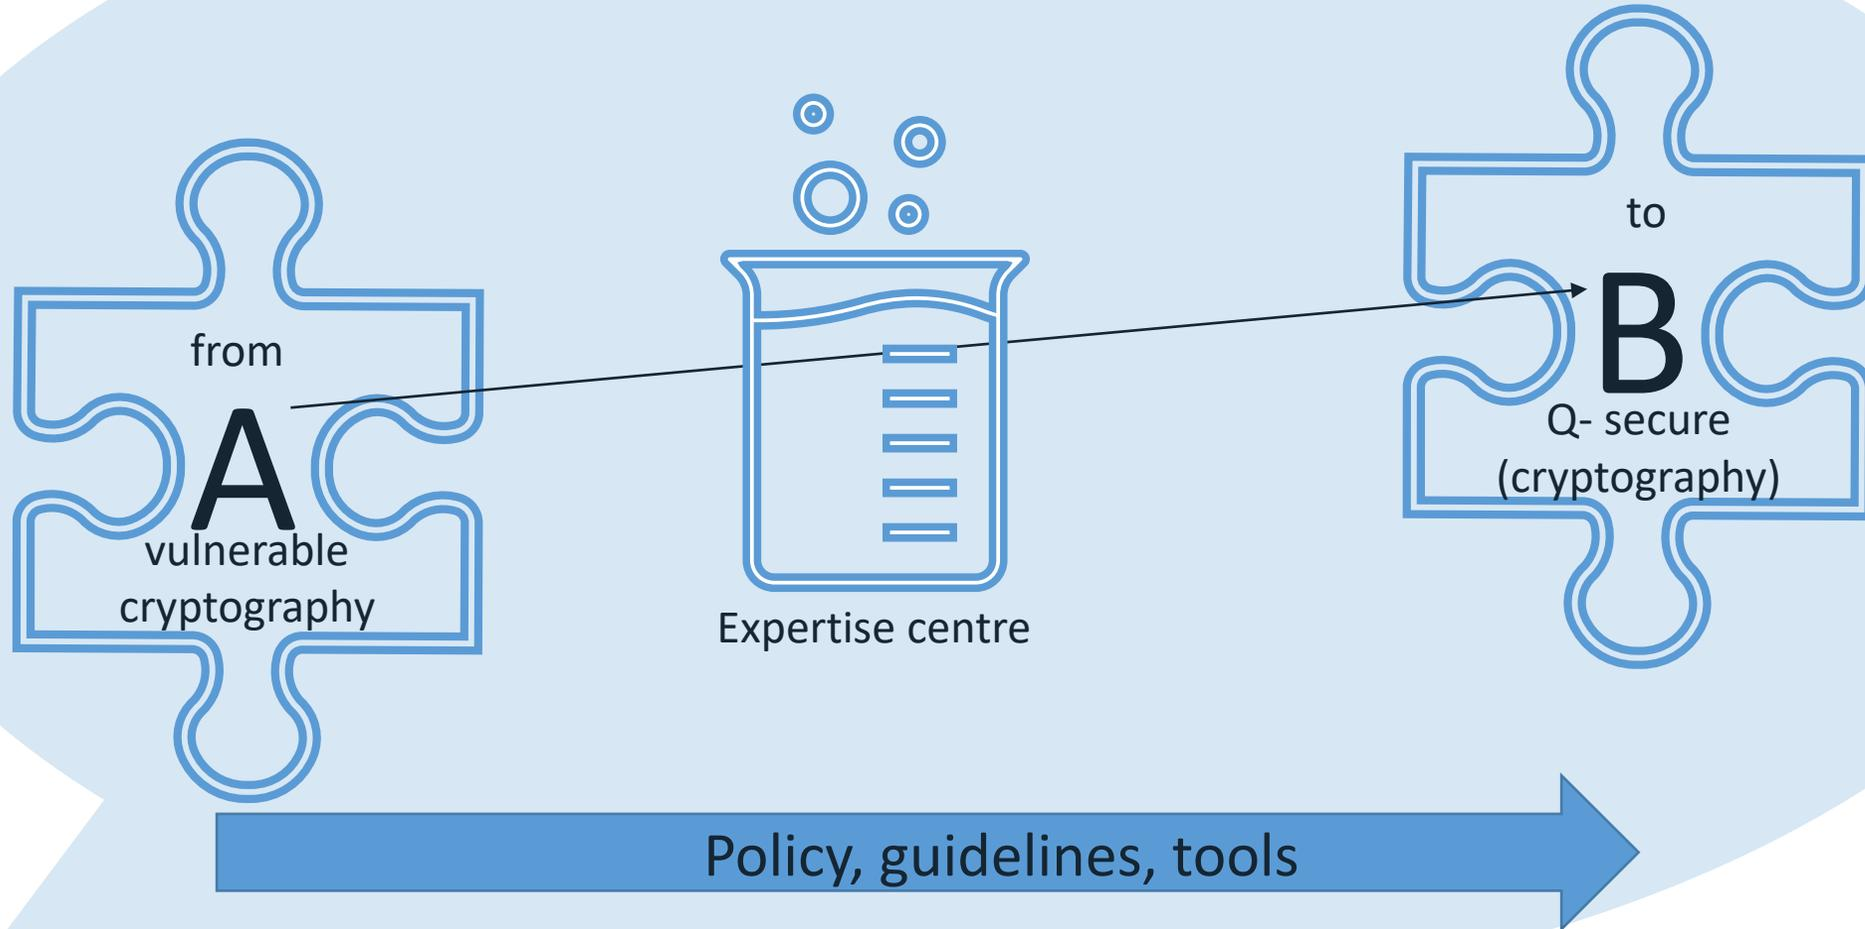 from
A
vulnerable
cryptography
Expertise centre
to
B
Q- secure
(cryptography)
Policy, guidelines, tools